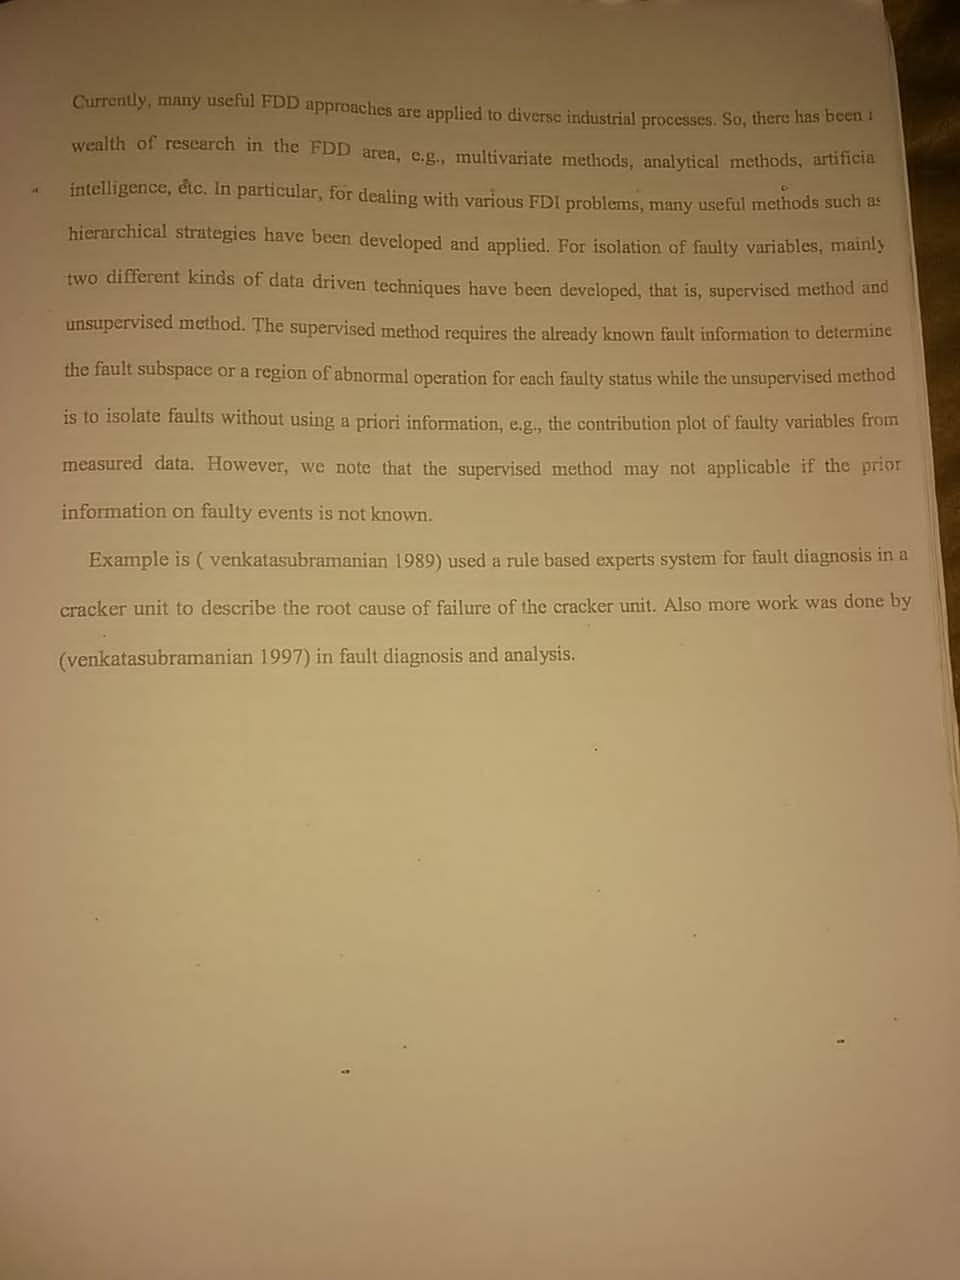 Currently, many useful FDD approaches are applied to diverse industrial processes. So, there has been
wealth of research in the FDD area, e.g., multivariate methods, analytical methods, artificia
intelligence, etc. In particular, for dealing with various FDI problems, many useful methods such as
hierarchical strategies have been developed and applied. For isolation of faulty variables, mainly
two different kinds of data driven techniques have been developed, that is, supervised method and
unsupervised method. The supervised method requires the already known fault information to determine
the fault subspace or a region of abnormal operation for each faulty status while the unsupervised method
is to isolate faults without using a priori information, e.g., the contribution plot of faulty variables from
measured data. However, we note that the supervised method may not applicable if the prior
information on faulty events is not known.
Example is ( venkatasubramanian 1989) used a rule based experts system for fault diagnosis in a
cracker unit to describe the root cause of failure of the cracker unit. Also more work was done by
(venkatasubramanian 1997) in fault diagnosis and analysis.